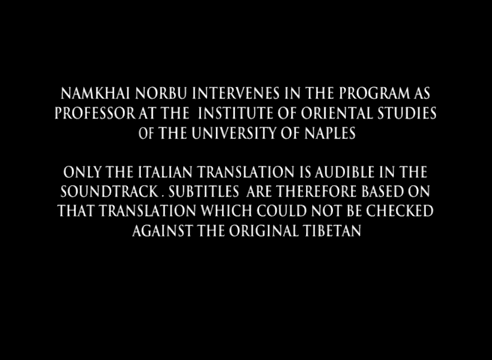 NAMKHAI NORBU INTERVENES IN THE PROGRAM AS
PROFESSOR AT THE INSTITUTE OF ORIENTAL STUDIES
OF THE UNIVERSITY OF NAPLES
ONLY THE ITALIAN TRANSLATION IS AUDIBLE IN THE
SOUNDTRACK . SUBTITLES ARE THEREFORE BASED ON
THAT TRANSLATION WHICH COULD NOT BE CHECKED
AGAINST THE ORIGINAL TIBETAN